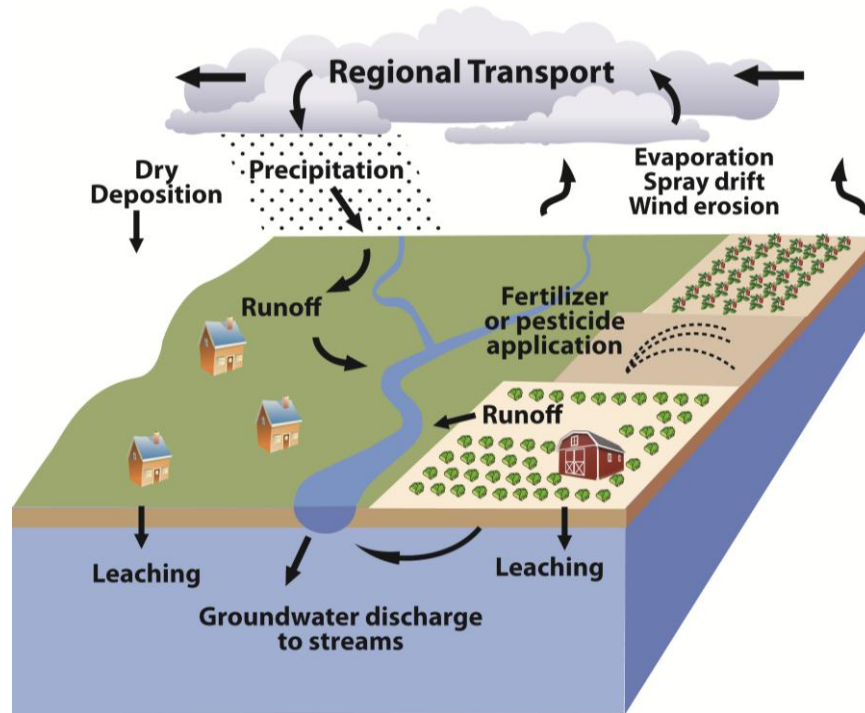 Regional Transport
Dry
Deposition
Precipitation
Evaporation
Spray drift
Wind erosion
Runoff
Fertilizer
or pesticide
application
Runoff
Leaching
Leaching
Groundwater discharge
to streams